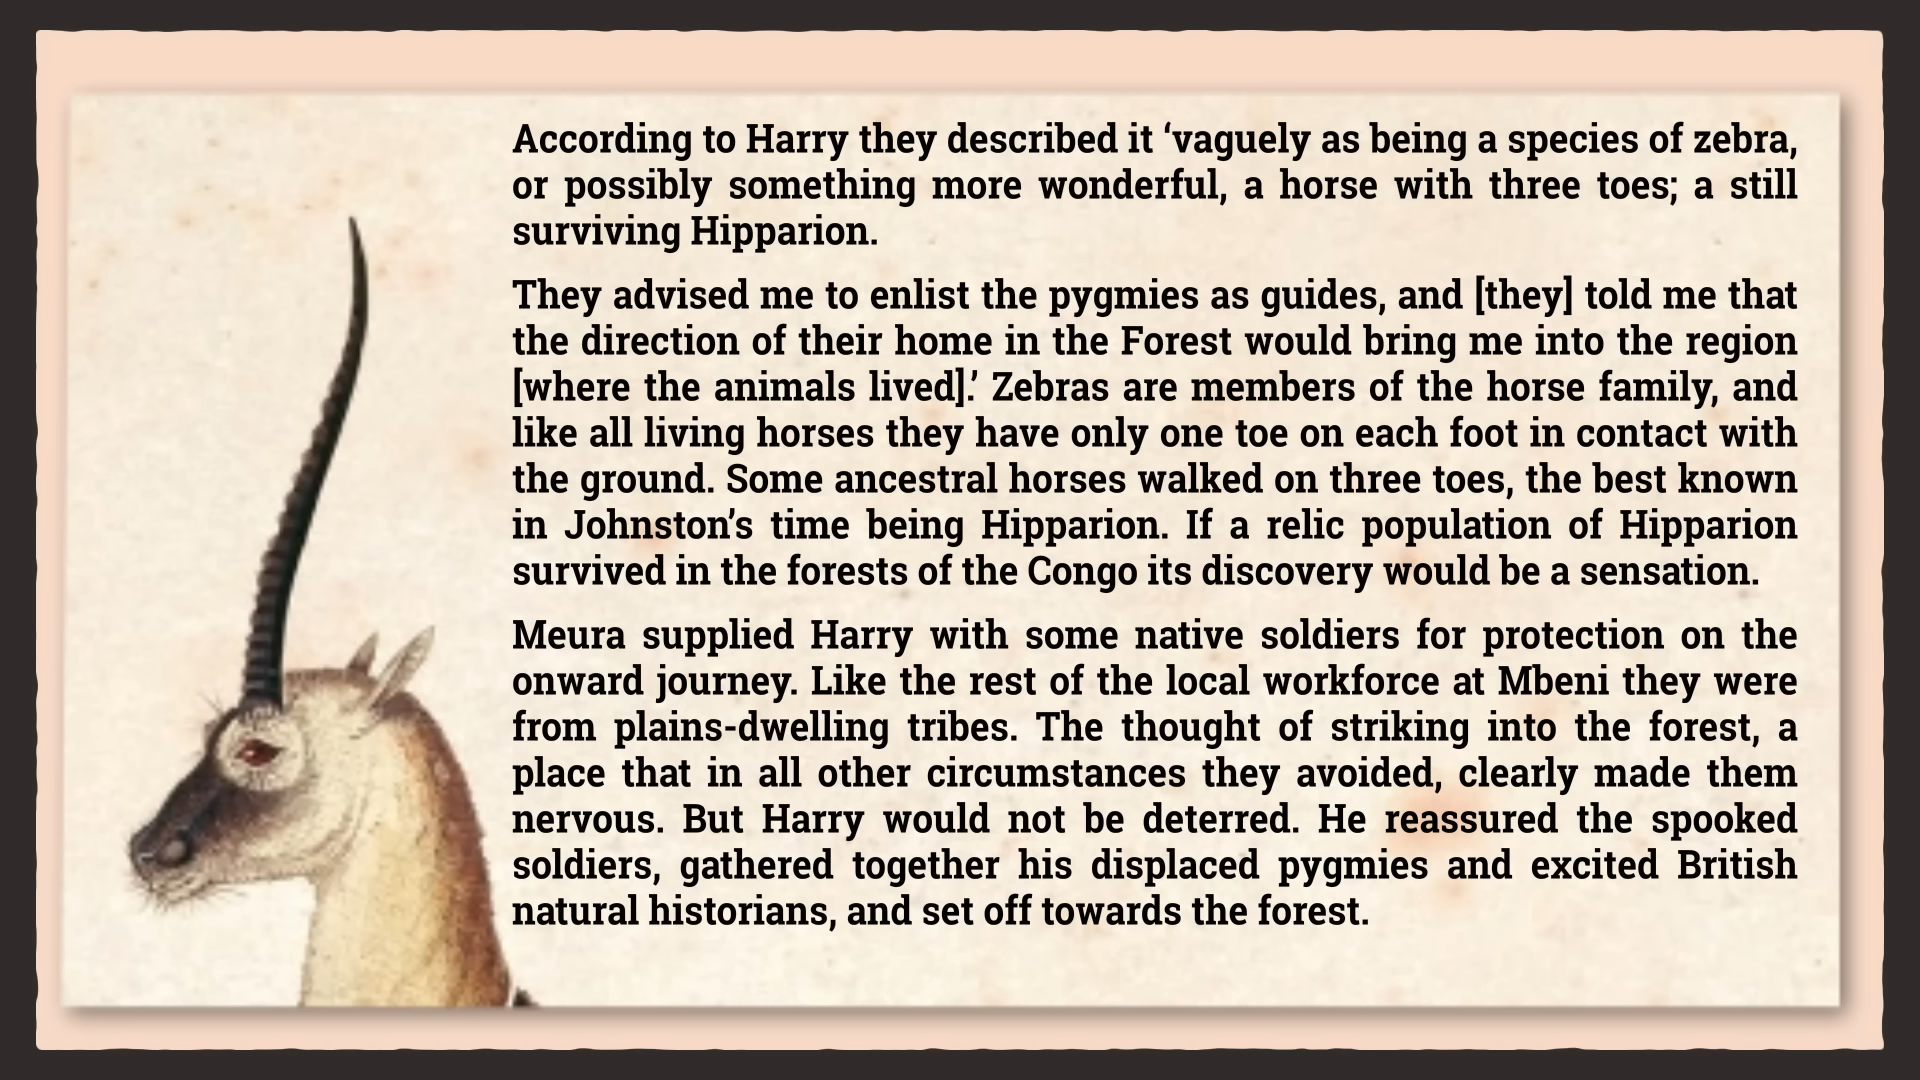 According to Harry they described it ‘vaguely as being a species of zebra,
or possibly something more wonderful, a horse with three toes; a still
surviving Hipparion.
They advised me to enlist the pygmies as guides, and [they] told me that
the direction of their home in the Forest would bring me into the region
[where the animals lived].’ Zebras are members of the horse family, and
like all living horses they have only one toe on each foot in contact with
the ground. Some ancestral horses walked on three toes, the best known
in Johnston’s time being Hipparion. If a relic population of Hipparion
survived in the forests of the Congo its discovery would be a sensation.
Meura supplied Harry with some native soldiers for protection on the
onward journey. Like the rest of the local workforce at Mbeni they were
from plains-dwelling tribes. The thought of striking into the forest, a
place that in all other circumstances they avoided, clearly made them
nervous. But Harry would not be deterred. He reassured the spooked
soldiers, gathered together his displaced pygmies and excited British
natural historians, and set off towards the forest.